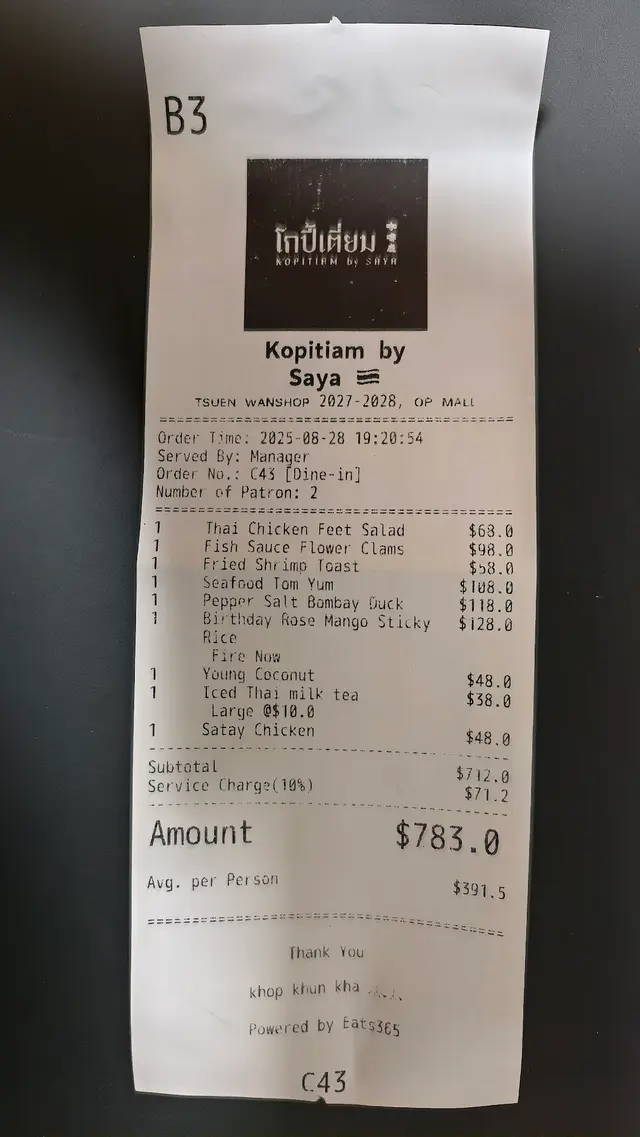 B3
โกปี้เตี่ยม
KOPITIAM by SAYA
Kopitiam by
Saya
TSUEN WANSHOP 2027-2028, OP MALL
Order Time: 2025-08-28 19:20:54
Served By: Manager
Order No.: C43 [Dine-in]
Number of Patron: 2
1 Thai Chicken Feet Salad $68.0
1 Fish Sauce Flower Clams $98.0
1 Fried Shrimp Toast $58.0
1 Seafood Tom Yum $108.0
1 Pepper Salt Bombay Duck $118.0
1 Birthday Rose Mango Sticky $128.0
Rice
Fire Now
1 Young Coconut $48.0
1 Iced Thai milk tea $38.0
Large @$10.0
1 Satay Chicken $48.0
Subtotal $712.0
Service Charge(10%) $71.2
Amount $783.0
Avg. per Person $391.5
Thank You
khop khun kha
Powered by Eats365
C43